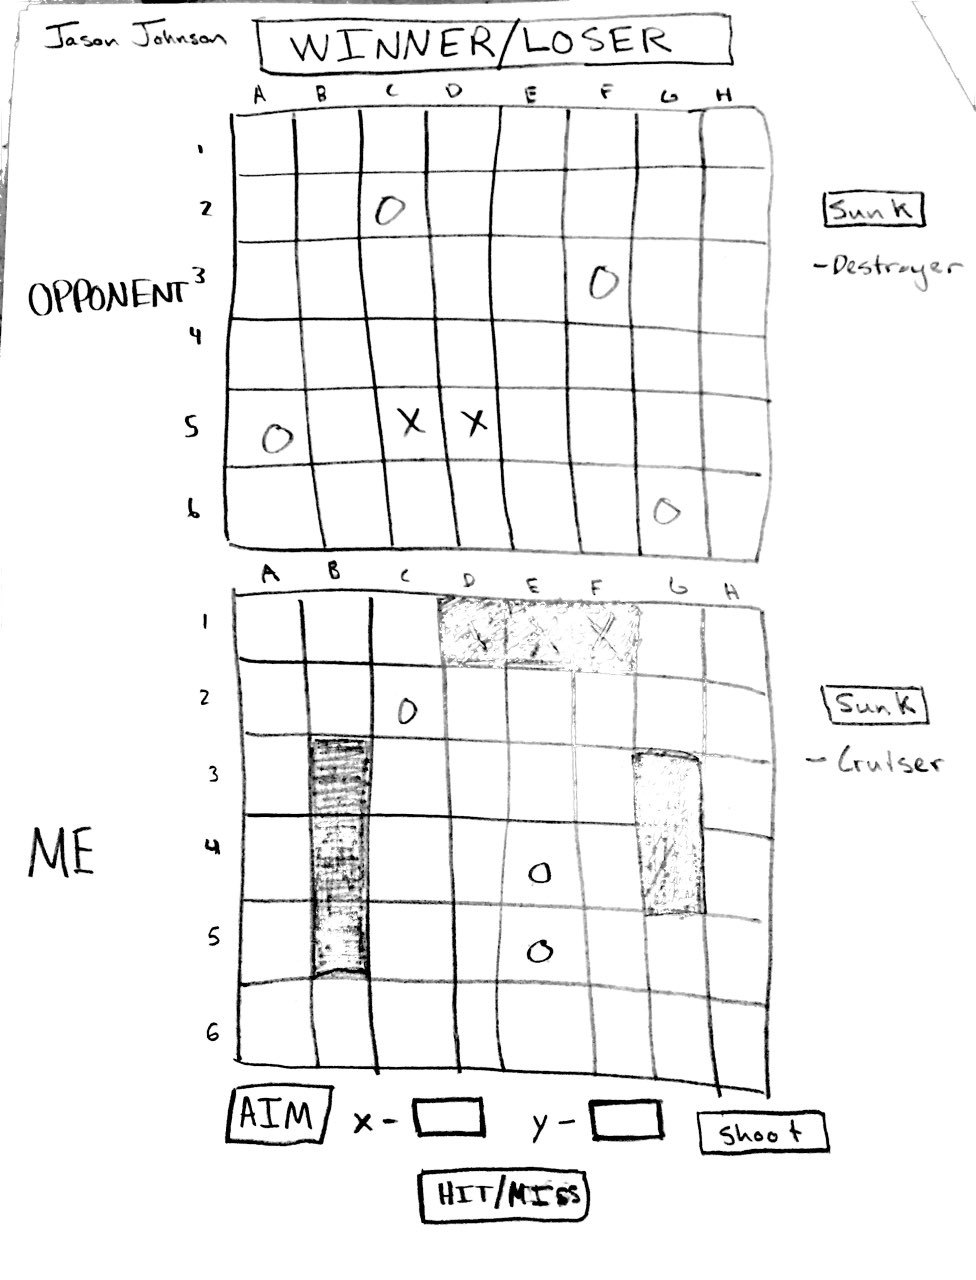 Jason Johnson
WINNER/LOSER
A B C D E F G H
1
2 O Sunk
- Destroyer
OPPONENT 3 O
4
5 O X X
6 O
A B C D E F G H
1 X X X
2 O Sunk
- Cruiser
3
ME 4 O
5 O
6
AIM x - y - Shoot
HIT/MISS